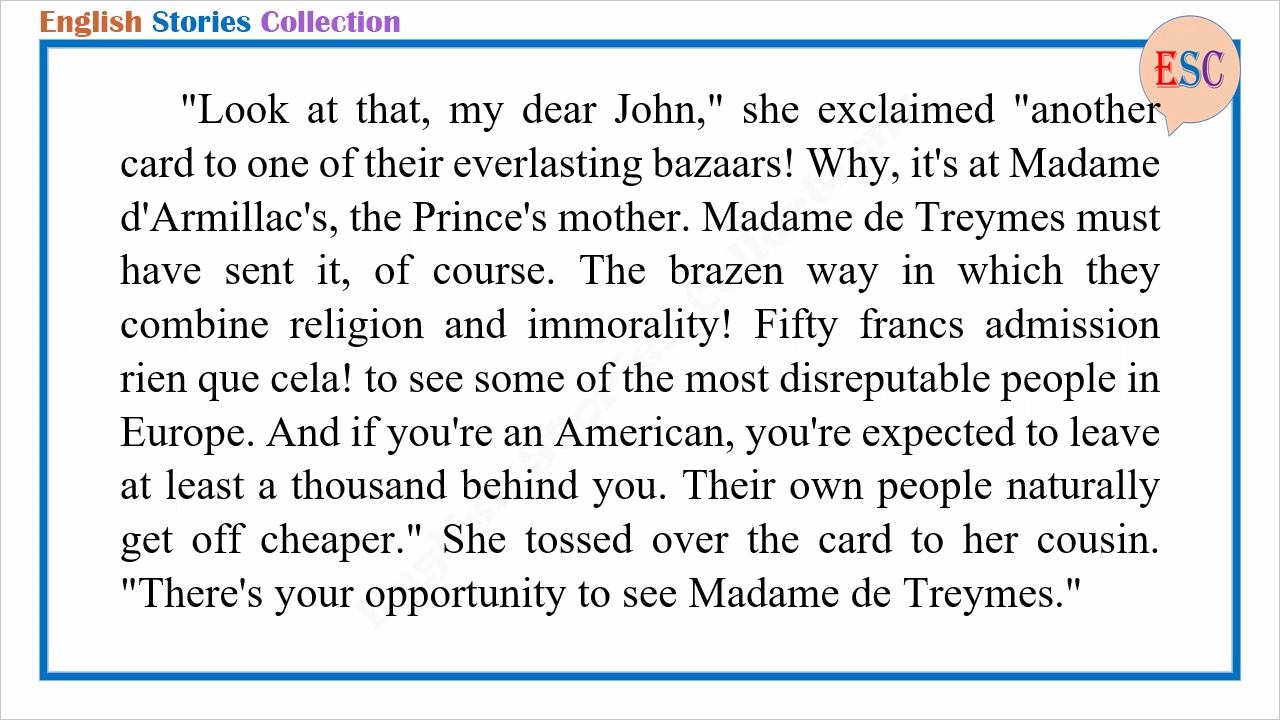 English Stories Collection
ESC
"Look at that, my dear John," she exclaimed "another
card to one of their everlasting bazaars! Why, it's at Madame
d'Armillac's, the Prince's mother. Madame de Treymes must
have sent it, of course. The brazen way in which they
combine religion and immorality! Fifty francs admission
rien que cela! to see some of the most disreputable people in
Europe. And if you're an American, you're expected to leave
at least a thousand behind you. Their own people naturally
get off cheaper." She tossed over the card to her cousin.
"There's your opportunity to see Madame de Treymes."
English Stories Collection